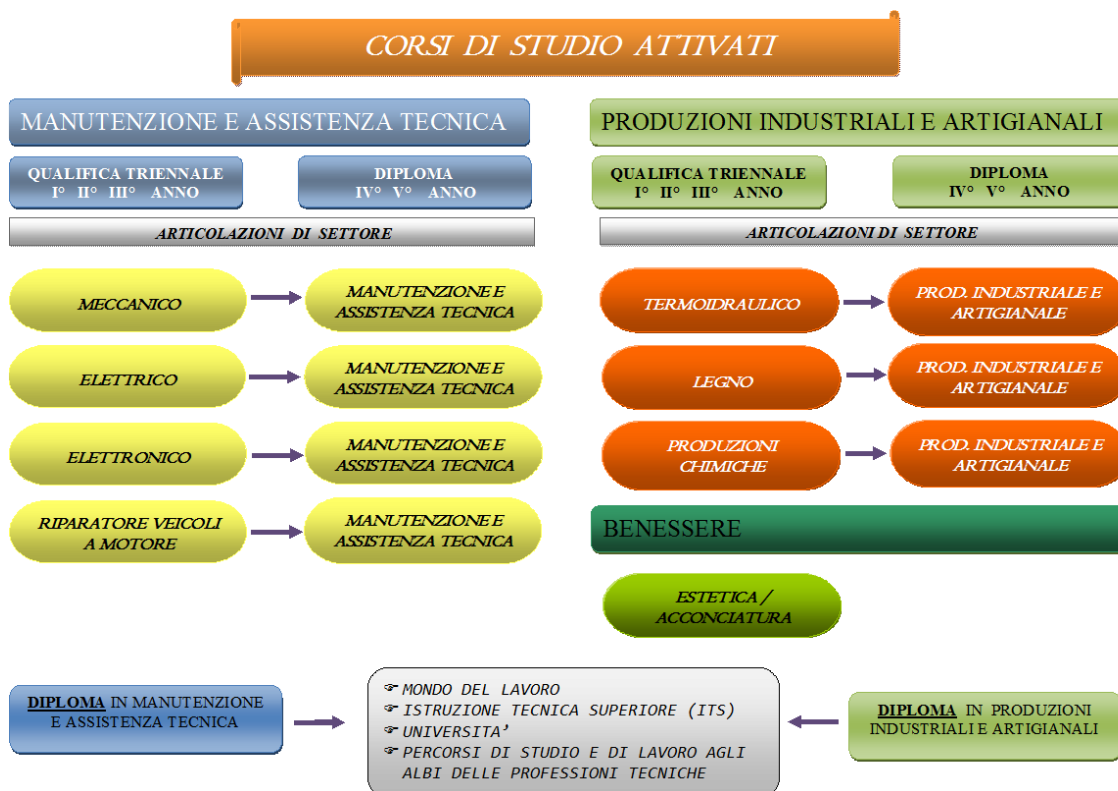 CORSI DI STUDIO ATTIVATI
MANUTENZIONE E ASSISTENZA TECNICA
QUALIFICA TRIENNALE
I° II° III° ANNO
DIPLOMA
IV° V° ANNO
ARTICOLAZIONI DI SETTORE
MECCANICO
MANUTENZIONE E
ASSISTENZA TECNICA
ELETTRICO
MANUTENZIONE E
ASSISTENZA TECNICA
ELETTRONICO
MANUTENZIONE E
ASSISTENZA TECNICA
RIPARATORE VEICOLI
A MOTORE
MANUTENZIONE E
ASSISTENZA TECNICA
PRODUZIONI INDUSTRIALI E ARTIGIANALI
QUALIFICA TRIENNALE
I° II° III° ANNO
DIPLOMA
IV° V° ANNO
ARTICOLAZIONI DI SETTORE
TERMOIDRAULICO
PROD. INDUSTRIALE E
ARTIGIANALE
LEGNO
PROD. INDUSTRIALE E
ARTIGIANALE
PRODUZIONI
CHIMICHE
PROD. INDUSTRIALE E
ARTIGIANALE
BENESSERE
ESTETICA /
ACCONCIATURA
DIPLOMA IN MANUTENZIONE
E ASSISTENZA TECNICA
☞ MONDO DEL LAVORO
☞ ISTRUZIONE TECNICA SUPERIORE (ITS)
☞ UNIVERSITA’
☞ PERCORSI DI STUDIO E DI LAVORO AGLI
ALBI DELLE PROFESSIONI TECNICHE
DIPLOMA IN PRODUZIONI
INDUSTRIALI E ARTIGIANALI